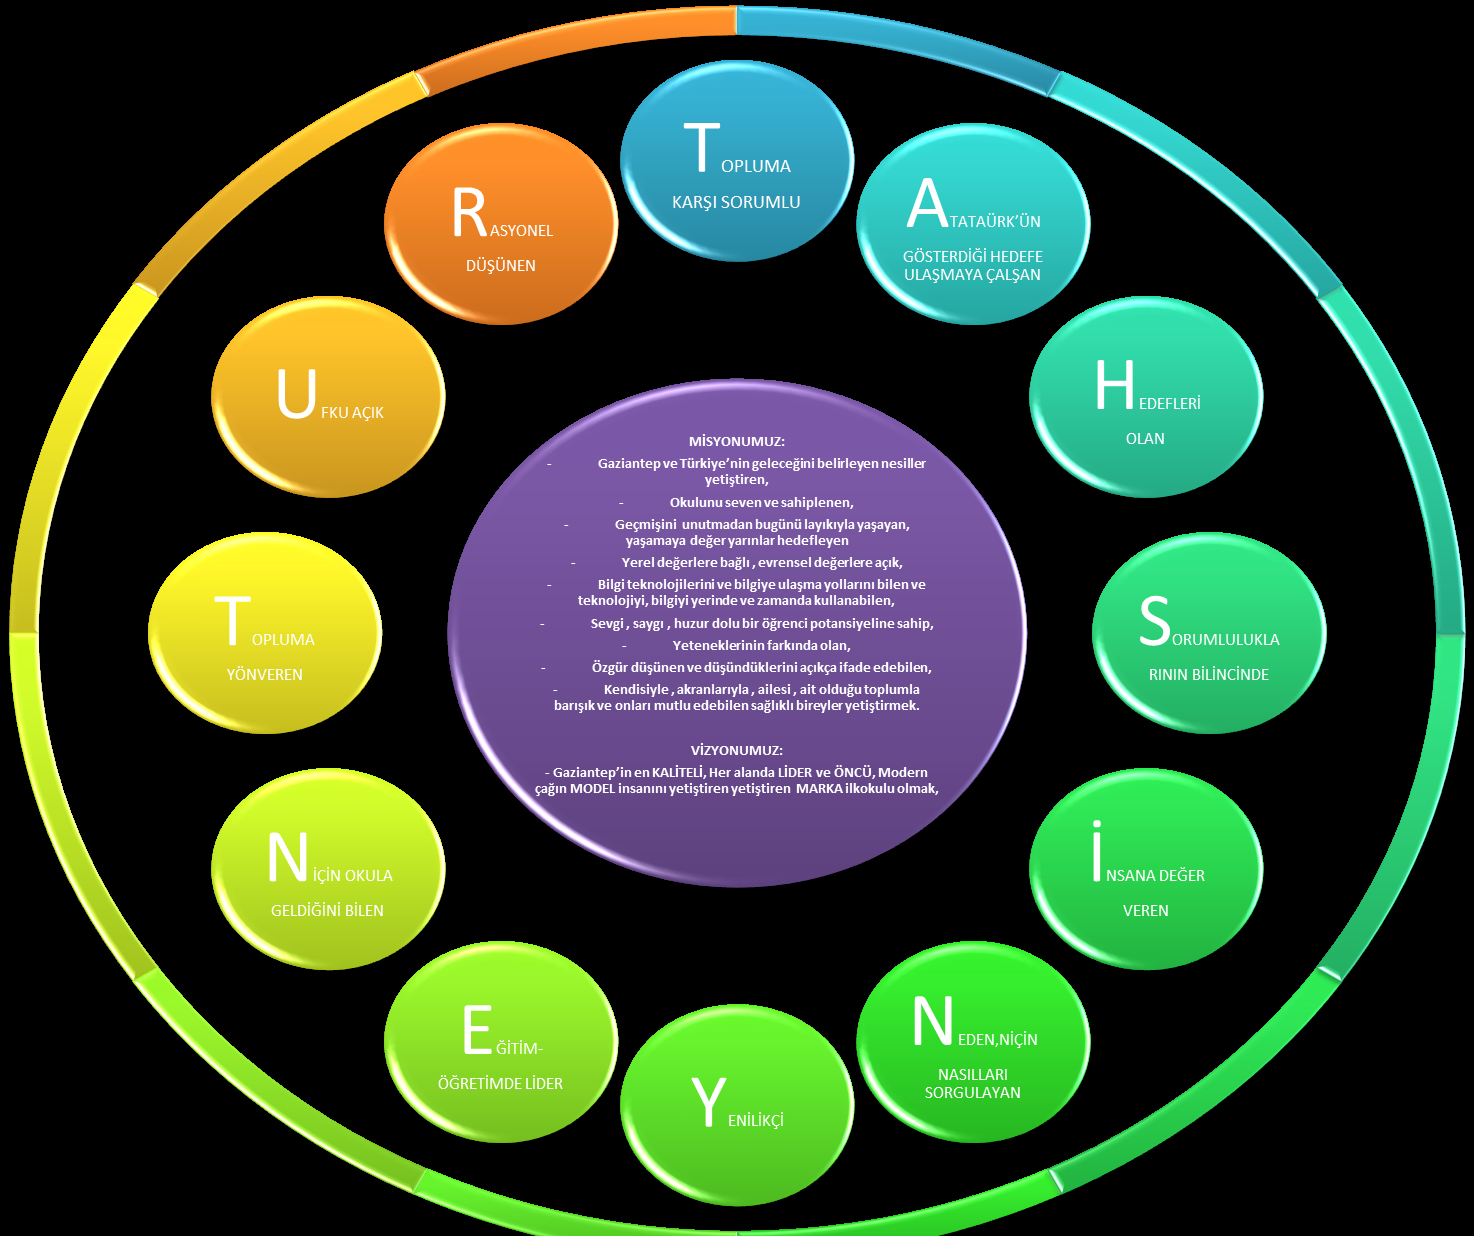 TOPLUMA
KARŞI SORUMLU
ATATAÜRK’ÜN
GÖSTERDİĞİ HEDEFE
ULAŞMAYA ÇALŞAN
HEDEFLERİ
OLAN
SORUMLULUKLA
RININ BİLİNCİNDE
İNSANA DEĞER
VEREN
NEDEN,NİÇİN
NASILLARI
SORGULAYAN
YENİLİKÇİ
EĞİTİM-
ÖĞRETİMDE LİDER
NİÇİN OKULA
GELDİĞİNİ BİLEN
TOPLUMA
YÖNVEREN
UFKU AÇIK
RASYONEL
DÜŞÜNEN
MİSYONUMUZ:
- Gaziantep ve Türkiye’nin geleceğini belirleyen nesiller
yetiştiren,
- Okulunu seven ve sahiplenen,
- Geçmişini unutmadan bugünü layıkıyla yaşayan,
yaşamaya değer yarınlar hedefleyen
- Yerel değerlere bağlı , evrensel değerlere açık,
- Bilgi teknolojilerini ve bilgiye ulaşma yollarını bilen ve
teknolojiyi, bilgiyi yerinde ve zamanda kullanabilen,
- Sevgi , saygı , huzur dolu bir öğrenci potansiyeline sahip,
- Yeteneklerinin farkında olan,
- Özgür düşünen ve düşündüklerini açıkça ifade edebilen,
- Kendisiyle , akranlarıyla , ailesi , ait olduğu toplumla
barışık ve onları mutlu edebilen sağlıklı bireyler yetiştirmek.
VİZYONUMUZ:
- Gaziantep’in en KALİTELİ, Her alanda LİDER ve ÖNCÜ, Modern
çağın MODEL insanını yetiştiren yetiştiren MARKA ilkokulu olmak,